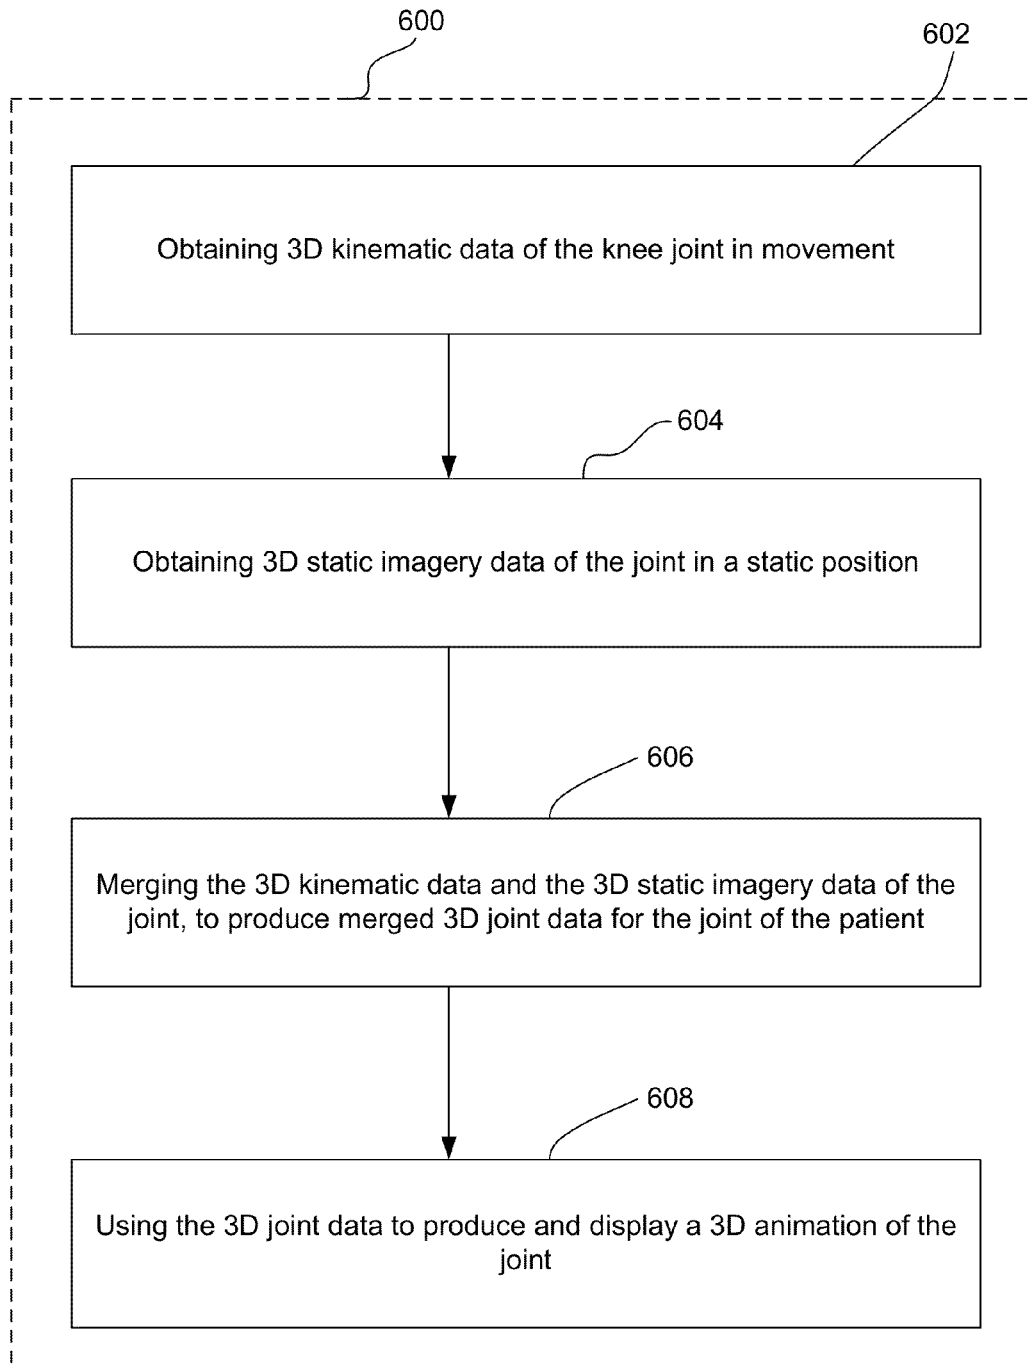 600
602
Obtaining 3D kinematic data of the knee joint in movement
604
Obtaining 3D static imagery data of the joint in a static position
606
Merging the 3D kinematic data and the 3D static imagery data of the
joint, to produce merged 3D joint data for the joint of the patient
608
Using the 3D joint data to produce and display a 3D animation of the
joint